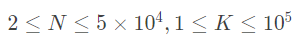 2 ≤ N ≤ 5 × 10⁴, 1 ≤ K ≤ 10⁵